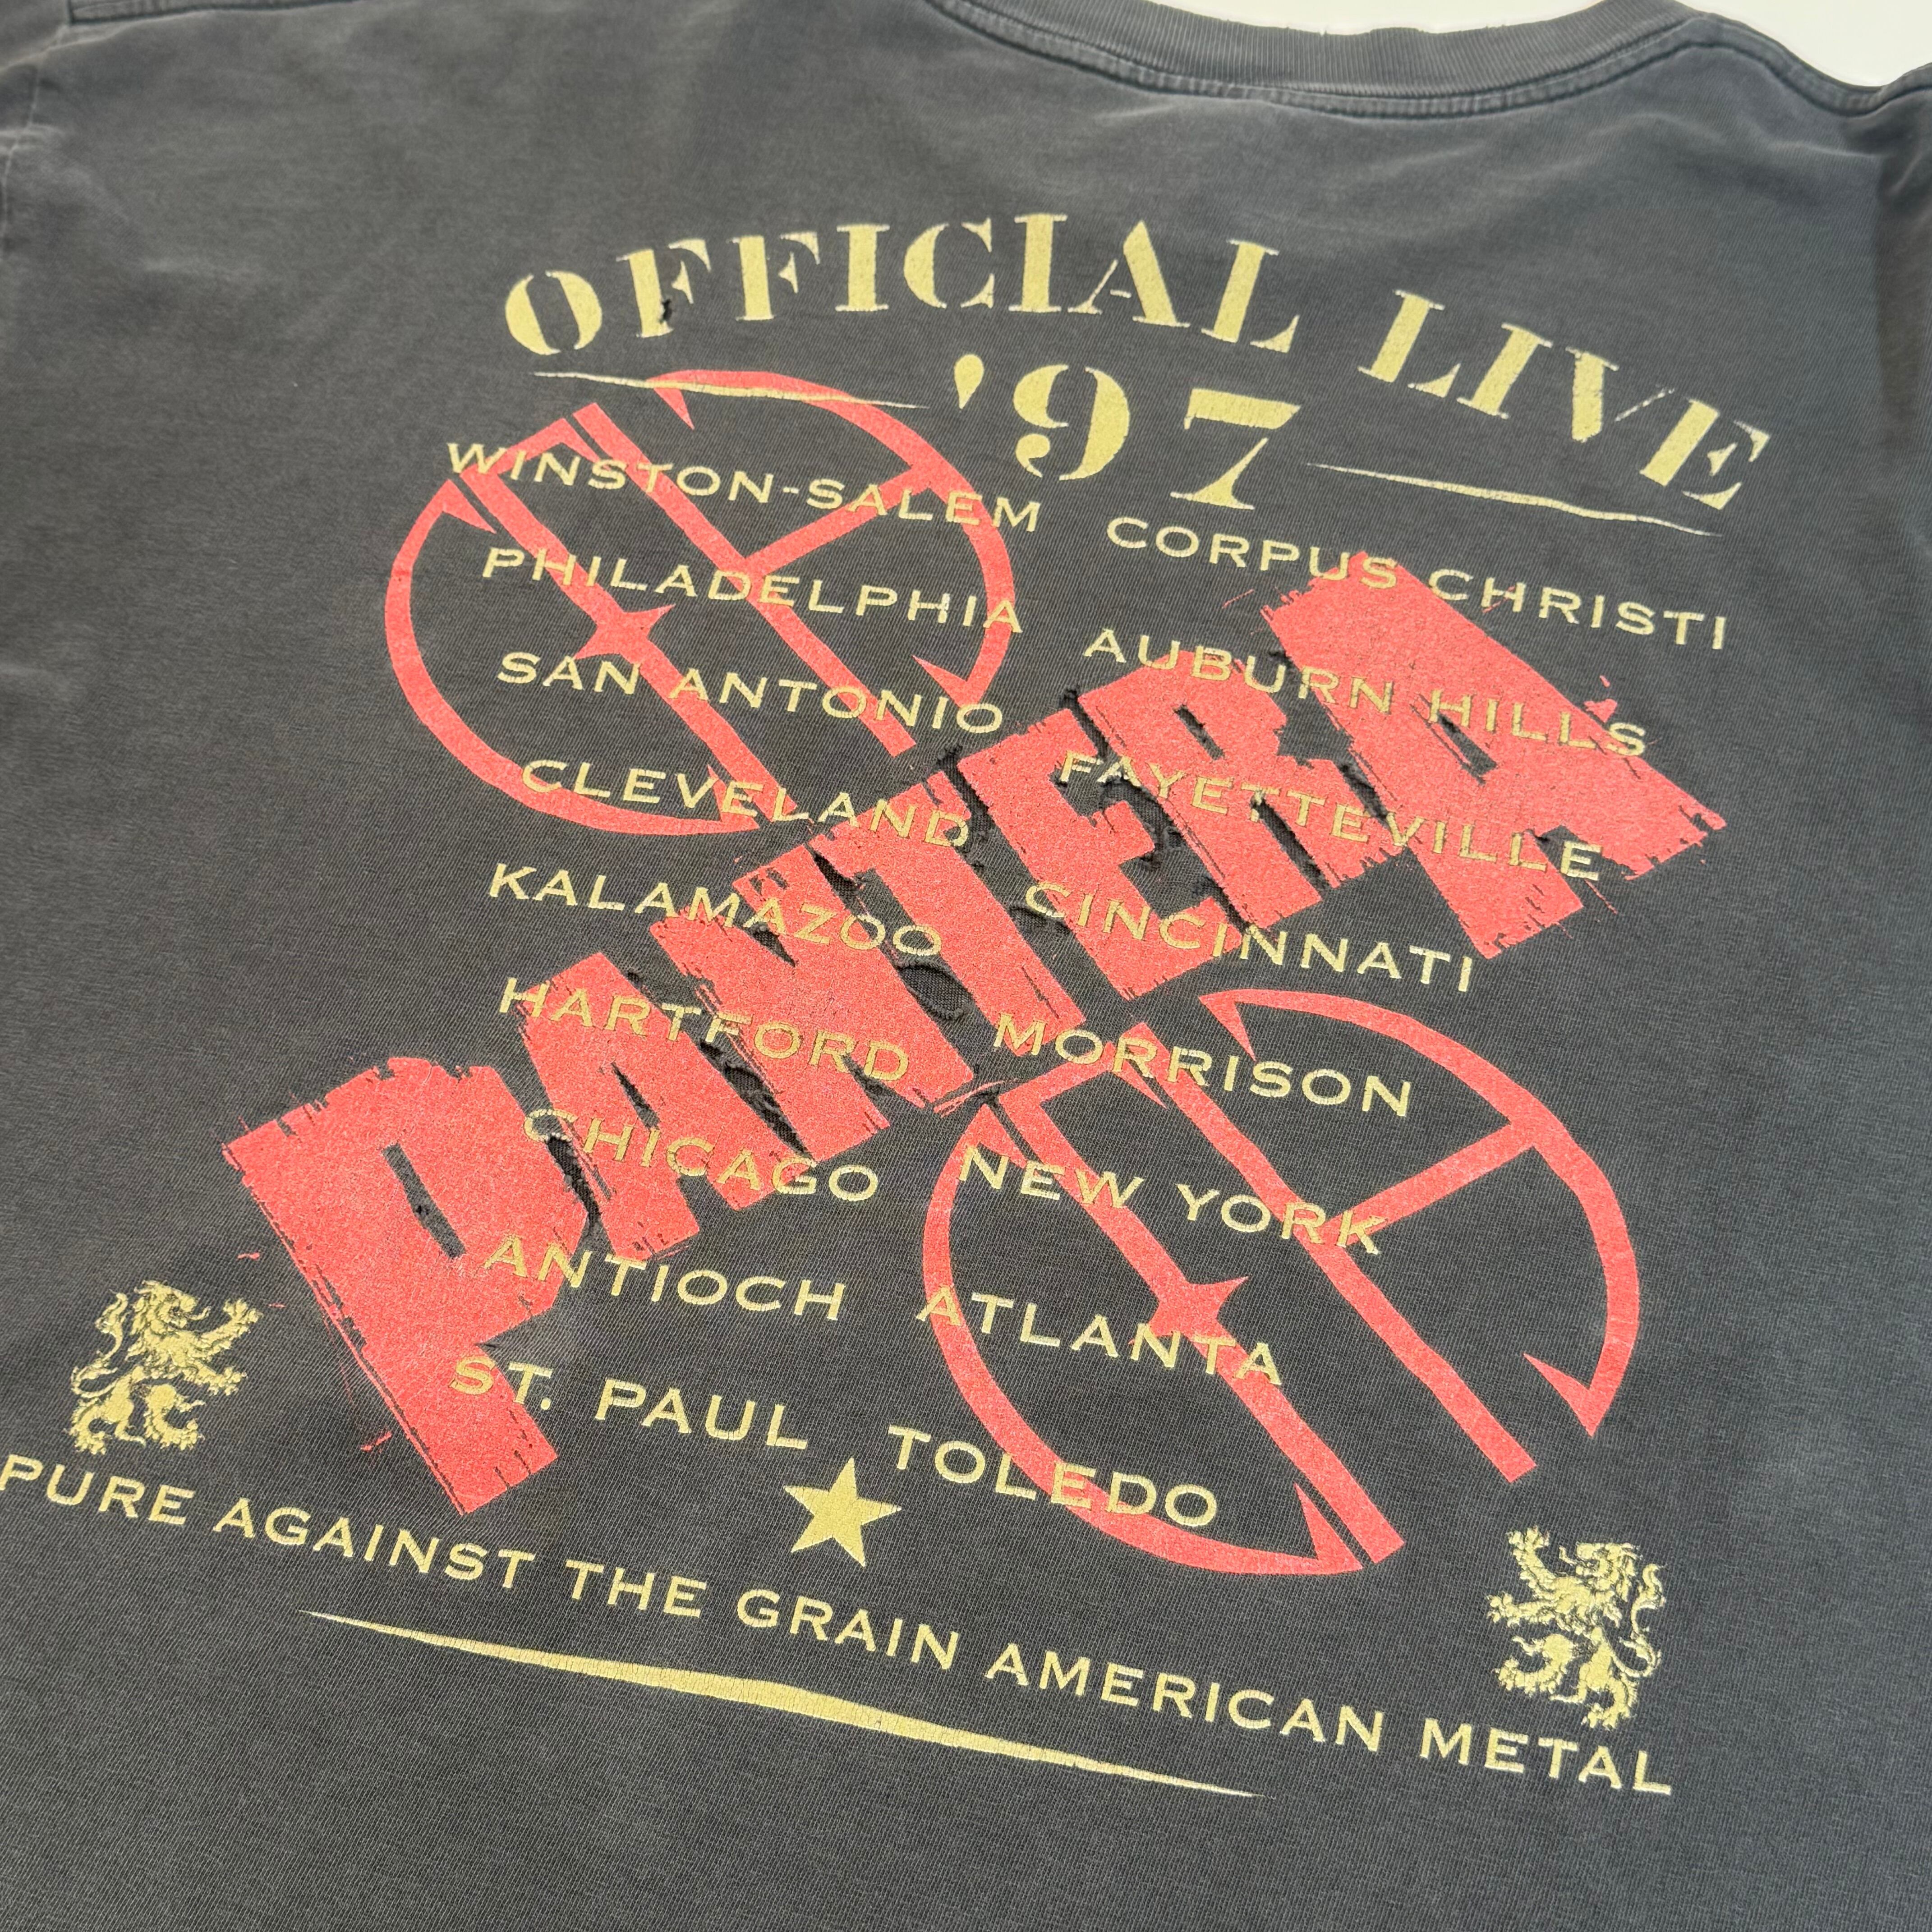 OFFICIAL LIVE
'97
WINSTON-SALEM CORPUS CHRISTI
PHILADELPHIA AUBURN HILLS
SAN ANTONIO FAYETTEVILLE
CLEVELAND CINCINNATI
KALAMAZOO MORRISON
HARTFORD NEW YORK
CHICAGO ATLANTA
ANTIOCH TOLEDO
ST. PAUL
PANTERA
PURE AGAINST THE GRAIN AMERICAN METAL